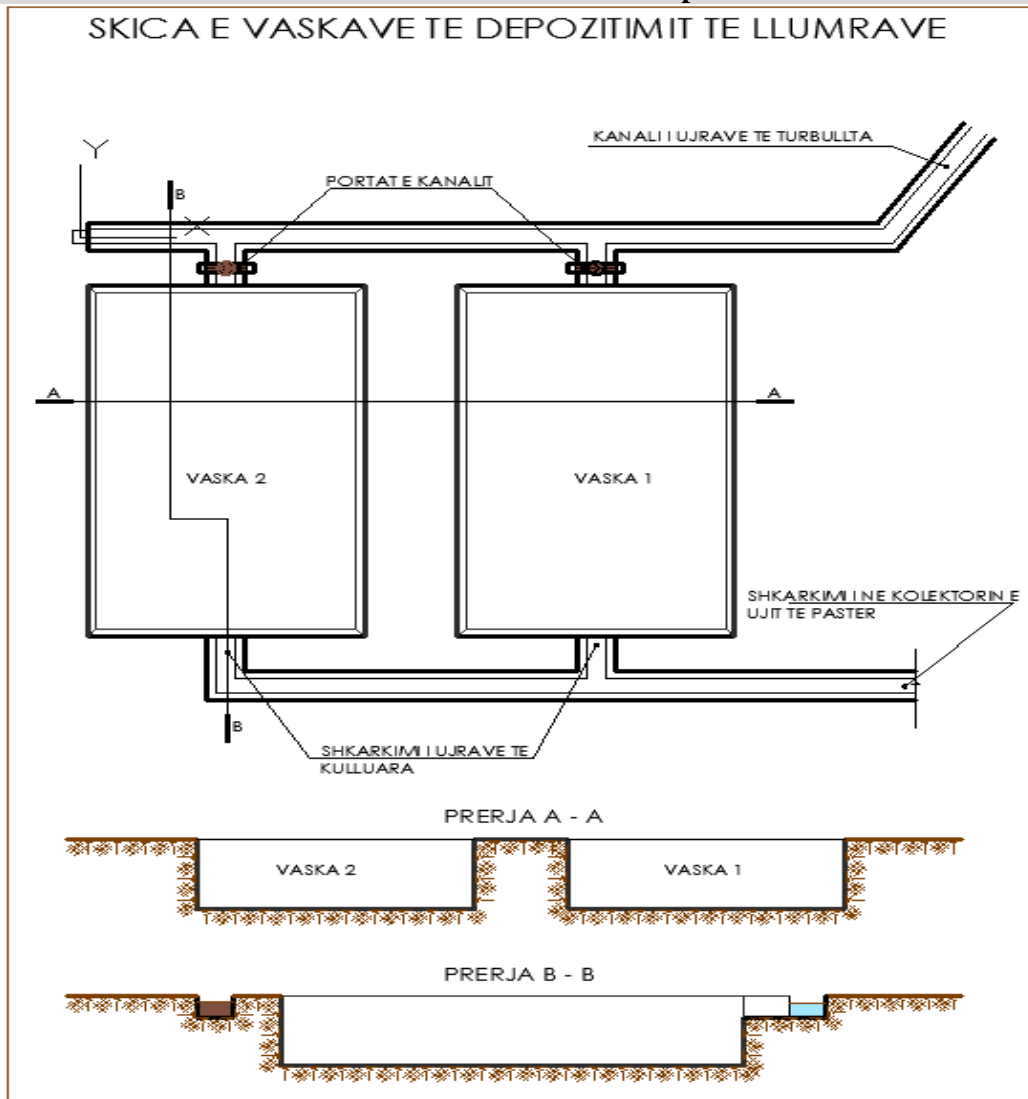 SKICA E VASKAVE TE DEPOZITIMIT TE LLUMRAVE
KANALI I UJRAVE TE TURBULLTA
Y
PORTAT E KANALIT
B
X
A
A
VASKA 2
VASKA 1
SHKARKIMI I NE KOLEKTORIN E
UJIT TE PASTER
B
SHKARKIMI I UJRAVE TE
KULLUARA
PRERJA A - A
VASKA 2
VASKA 1
PRERJA B - B